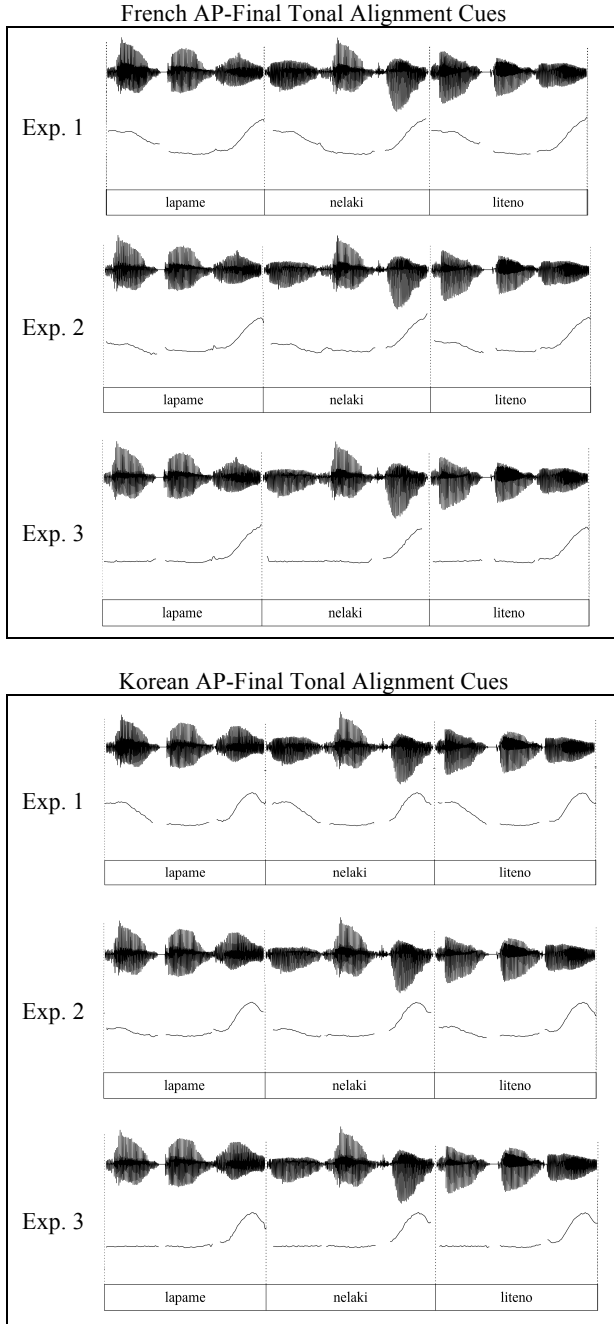 French AP-Final Tonal Alignment Cues
Exp. 1
lapame nelaki liteno
Exp. 2
lapame nelaki liteno
Exp. 3
lapame nelaki liteno
Korean AP-Final Tonal Alignment Cues
Exp. 1
lapame nelaki liteno
Exp. 2
lapame nelaki liteno
Exp. 3
lapame nelaki liteno